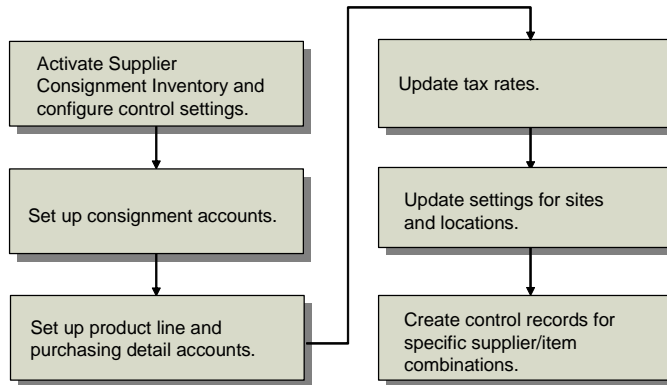 Activate Supplier
Consignment Inventory and
configure control settings.
Set up consignment accounts.
Set up product line and
purchasing detail accounts.
Update tax rates.
Update settings for sites
and locations.
Create control records for
specific supplier/item
combinations.